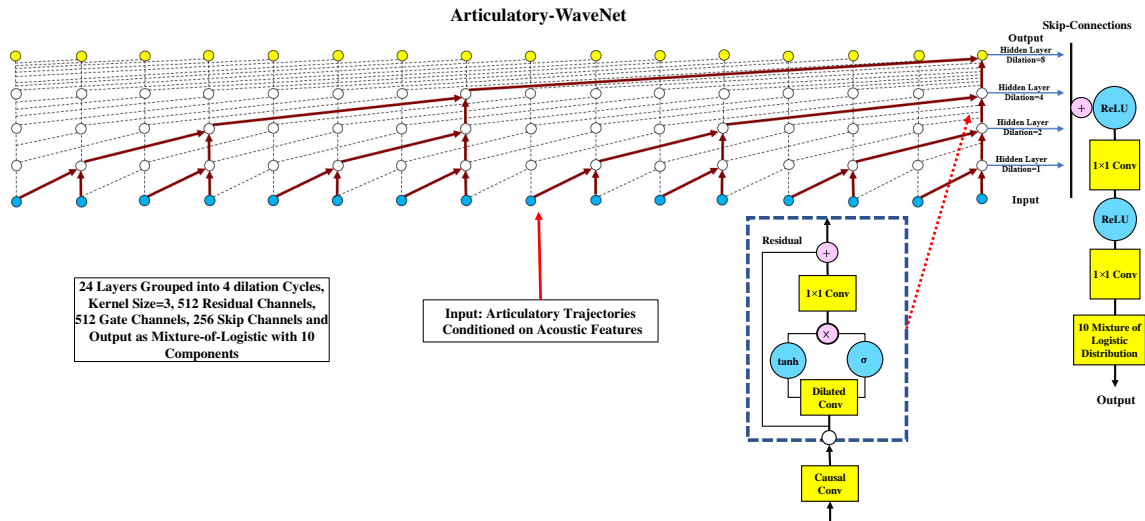 Articulatory-WaveNet
Skip-Connections
Output
Hidden Layer
Dilation=8
Hidden Layer
Dilation=4
Hidden Layer
Dilation=2
Hidden Layer
Dilation=1
Input
+
ReLU
1×1 Conv
ReLU
1×1 Conv
10 Mixture of
Logistic
Distribution
Output
24 Layers Grouped into 4 dilation Cycles,
Kernel Size=3, 512 Residual Channels,
512 Gate Channels, 256 Skip Channels and
Output as Mixture-of-Logistic with 10
Components
Input: Articulatory Trajectories
Conditioned on Acoustic Features
Residual
+
1×1 Conv
×
tanh
σ
Dilated
Conv
Causal
Conv